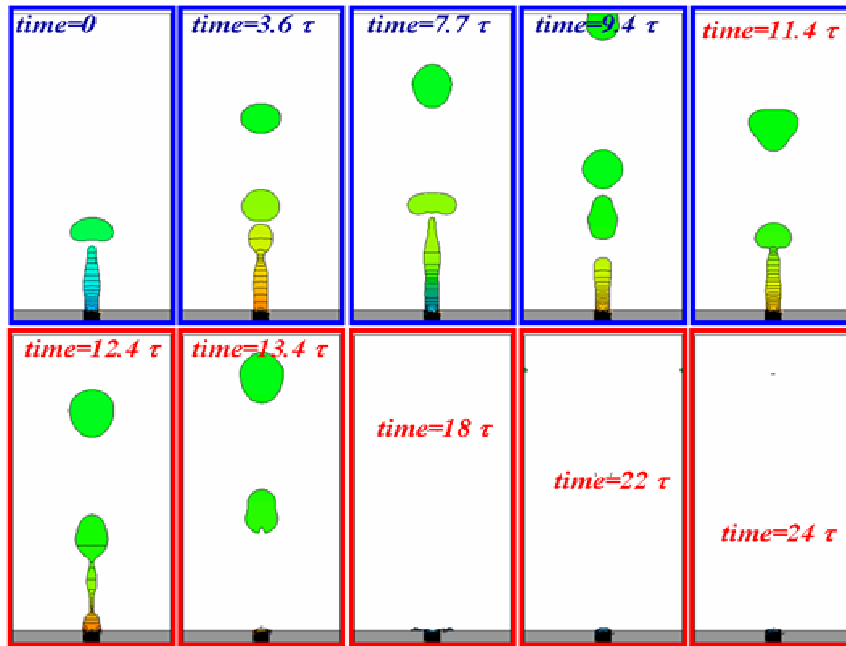 time=0
time=3.6 τ
time=7.7 τ
time=9.4 τ
time=11.4 τ
time=12.4 τ
time=13.4 τ
time=18 τ
time=22 τ
time=24 τ